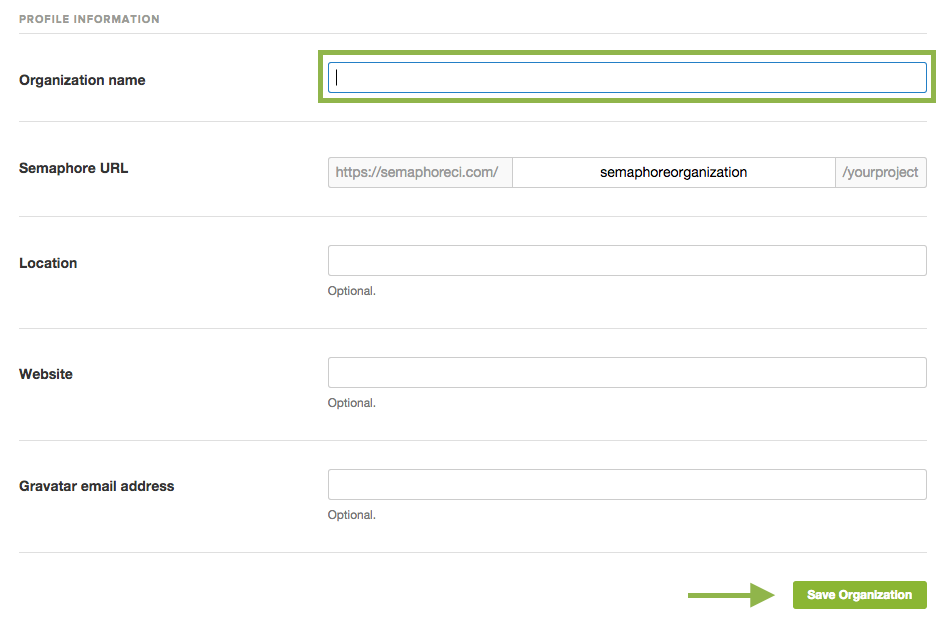 PROFILE INFORMATION
Organization name
Semaphore URL
https://semaphoreci.com/ semaphoreorganization /yourproject
Location
Optional.
Website
Optional.
Gravatar email address
Optional.
Save Organization